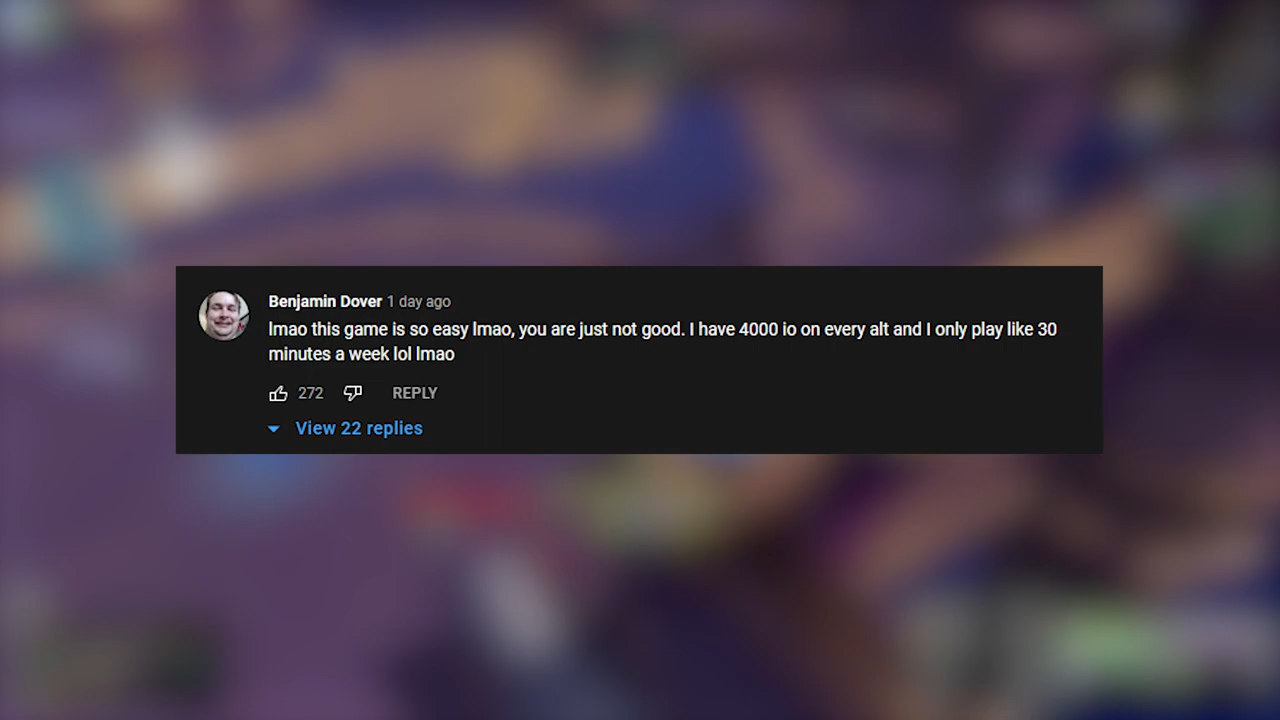 Benjamin Dover 1 day ago
lmao this game is so easy lmao, you are just not good. I have 4000 io on every alt and I only play like 30
minutes a week lol lmao
272 REPLY
View 22 replies